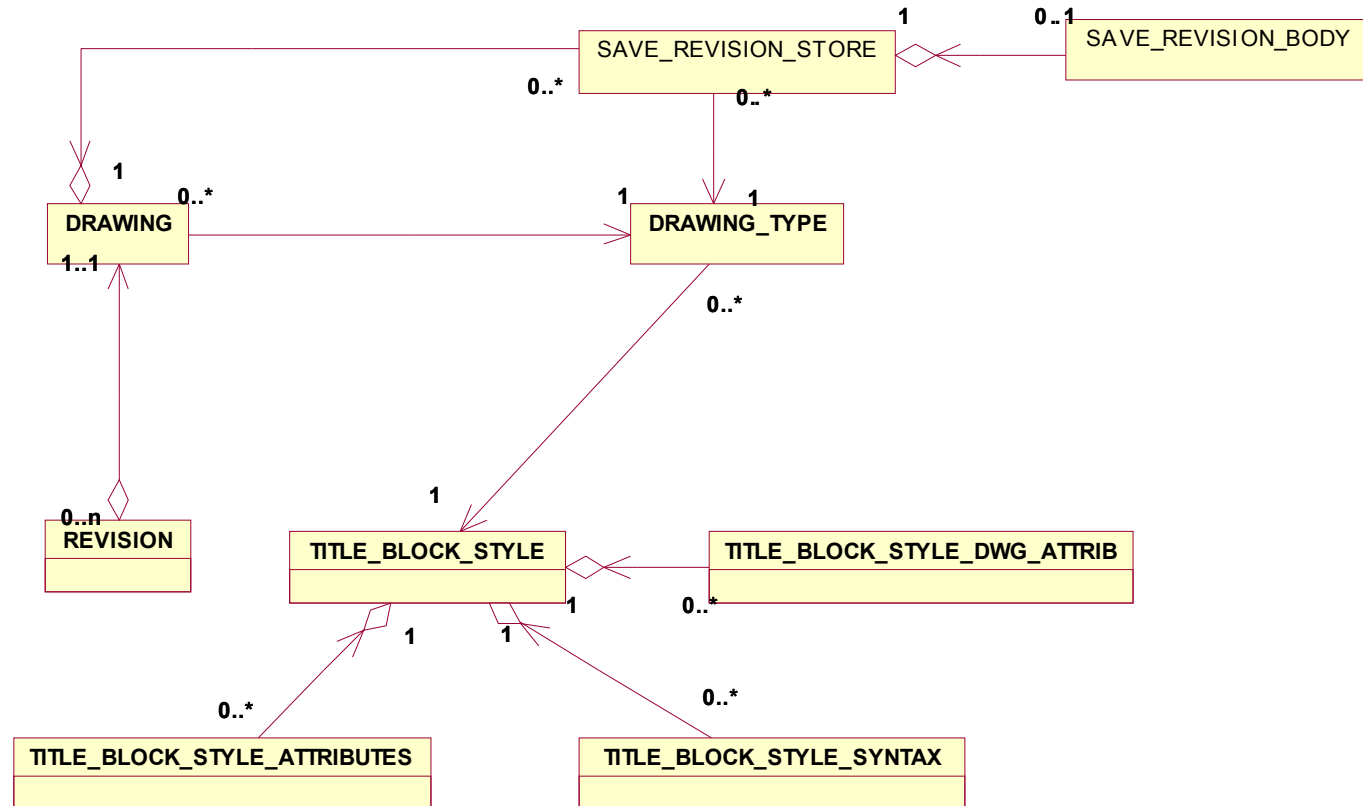 1
0..1
SAVE_REVISION_STORE
SAVE_REVISION_BODY
0..*
0..*
1
0..*
1
1
DRAWING
DRAWING_TYPE
1..1
0..*
1
0..n
REVISION
TITLE_BLOCK_STYLE
TITLE_BLOCK_STYLE_DWG_ATTRIB
1
0..*
1
1
0..*
0..*
TITLE_BLOCK_STYLE_ATTRIBUTES
TITLE_BLOCK_STYLE_SYNTAX